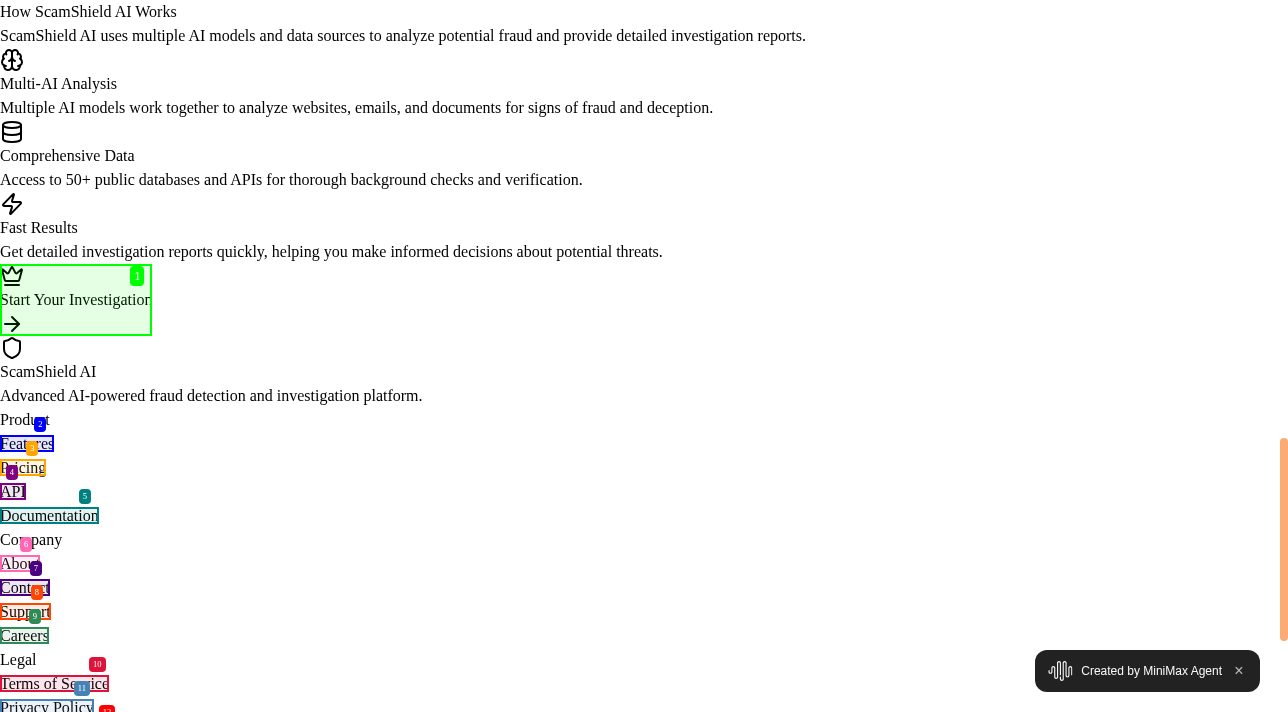 How ScamShield AI Works
ScamShield AI uses multiple AI models and data sources to analyze potential fraud and provide detailed investigation reports.
Multi-AI Analysis
Multiple AI models work together to analyze websites, emails, and documents for signs of fraud and deception.
Comprehensive Data
Access to 50+ public databases and APIs for thorough background checks and verification.
Fast Results
Get detailed investigation reports quickly, helping you make informed decisions about potential threats.
1
Start Your Investigation
ScamShield AI
Advanced AI-powered fraud detection and investigation platform.
Product
2
Features
3
Pricing
4
API
5
Documentation
Company
6
About
7
Contact
8
Support
9
Careers
Legal
10
Terms of Service
11
Privacy Policy
12
Created by MiniMax Agent ×